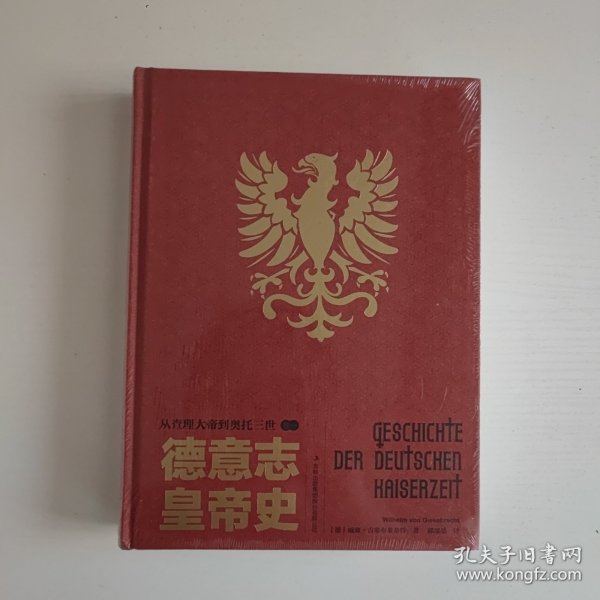 从查理大帝到奥托三世
德意志
皇帝史
GESCHICHTE
DER DEUTSCHEN
KAISERZEIT
Wilhelm von Giesebrecht
孔夫子旧书网
www.kongfz.com